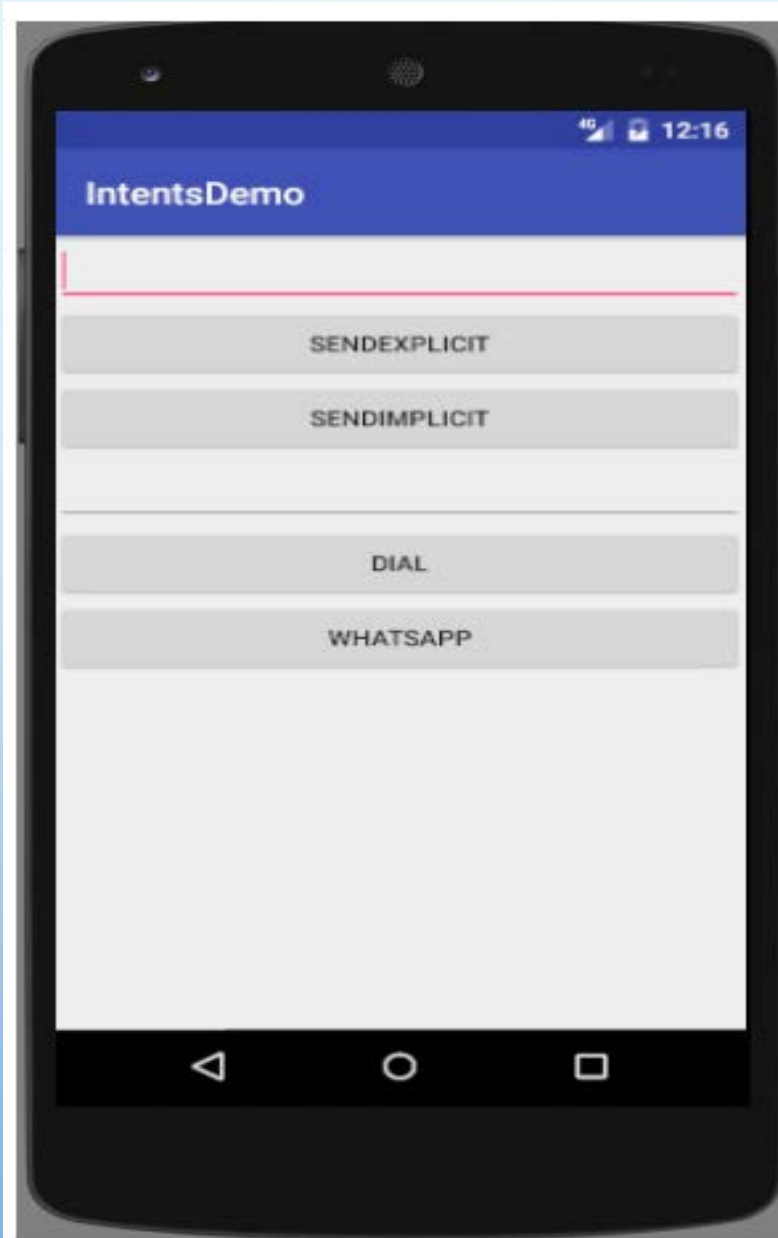 4G 12:16
IntentsDemo
SENDEXPLICIT
SENDIMPLICIT
DIAL
WHATSAPP